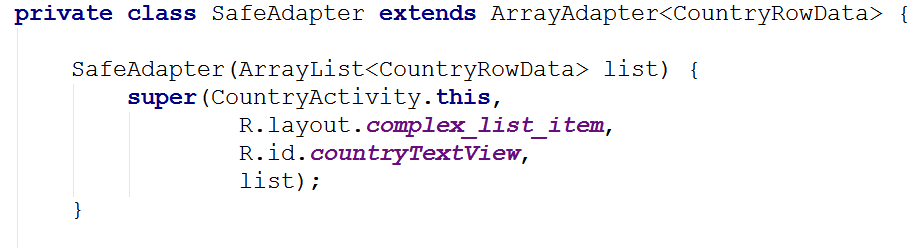 private class SafeAdapter extends ArrayAdapter<CountryRowData> {
SafeAdapter(ArrayList<CountryRowData> list) {
super(CountryActivity.this,
R.layout.complex_list_item,
R.id.countryTextView,
list);
}